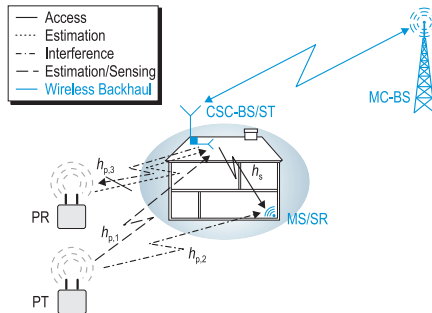 Access
Estimation
Interference
Estimation/Sensing
Wireless Backhaul
CSC-BS/ST
MC-BS
h_p,3
h_s
PR
h_p,1
MS/SR
h_p,2
PT